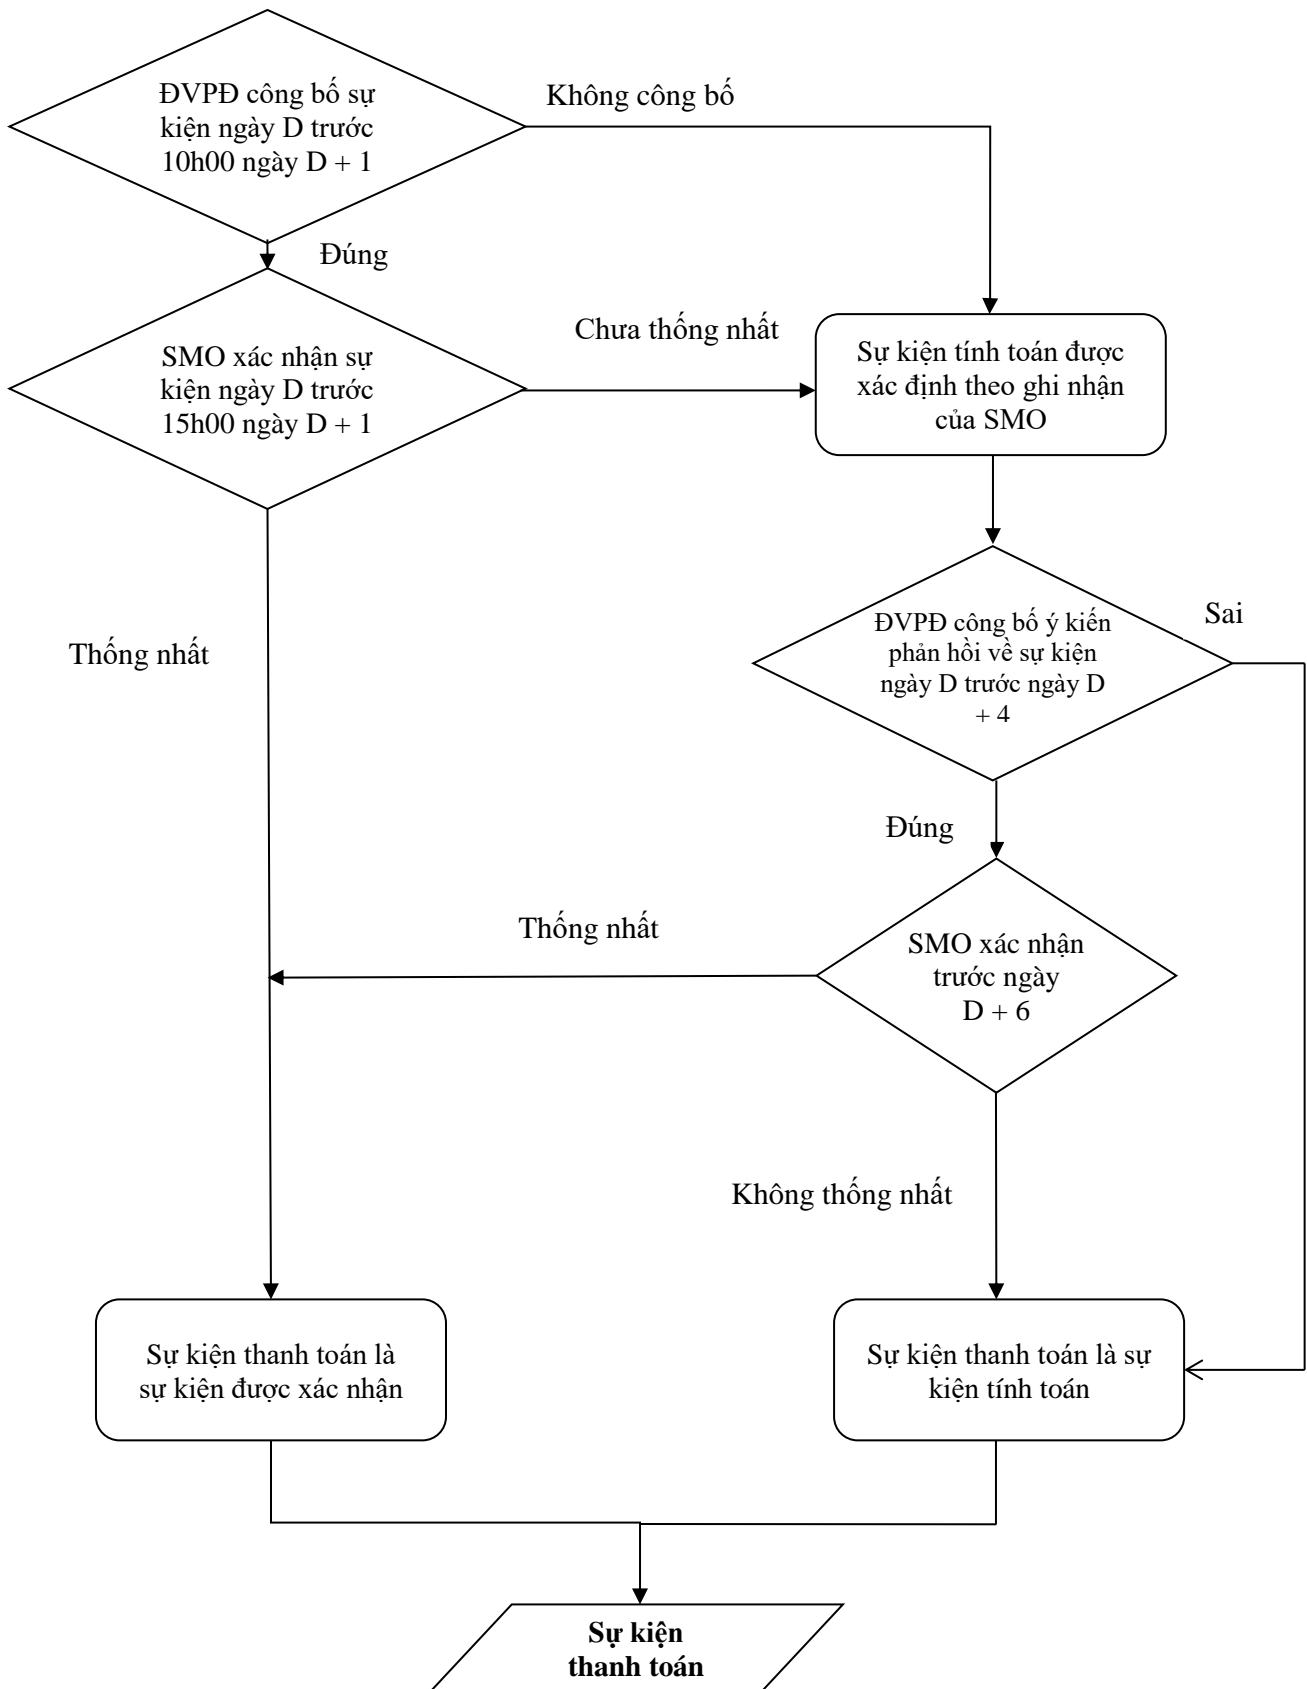 ĐVPĐ công bố sự
kiện ngày D trước
10h00 ngày D + 1
Không công bố
Đúng
SMO xác nhận sự
kiện ngày D trước
15h00 ngày D + 1
Chưa thống nhất
Sự kiện tính toán được
xác định theo ghi nhận
của SMO
Thống nhất
ĐVPĐ công bố ý kiến
phản hồi về sự kiện
ngày D trước ngày D
+ 4
Sai
Đúng
Thống nhất
SMO xác nhận
trước ngày
D + 6
Không thống nhất
Sự kiện thanh toán là
sự kiện được xác nhận
Sự kiện thanh toán là sự
kiện tính toán
Sự kiện
thanh toán